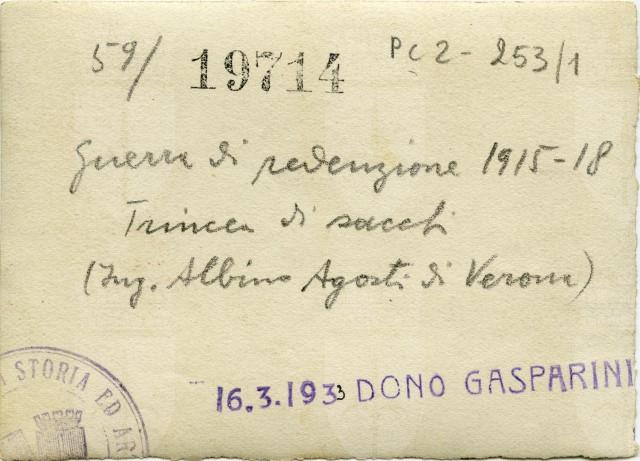 59/ 19714 PC2-253/1
Guerra di redenzione 1915-18
Trincea di sacchi
(Ing. Albino Agosti di Verona)
16.3.1933 DONO GASPARINI
STORIA ED AR